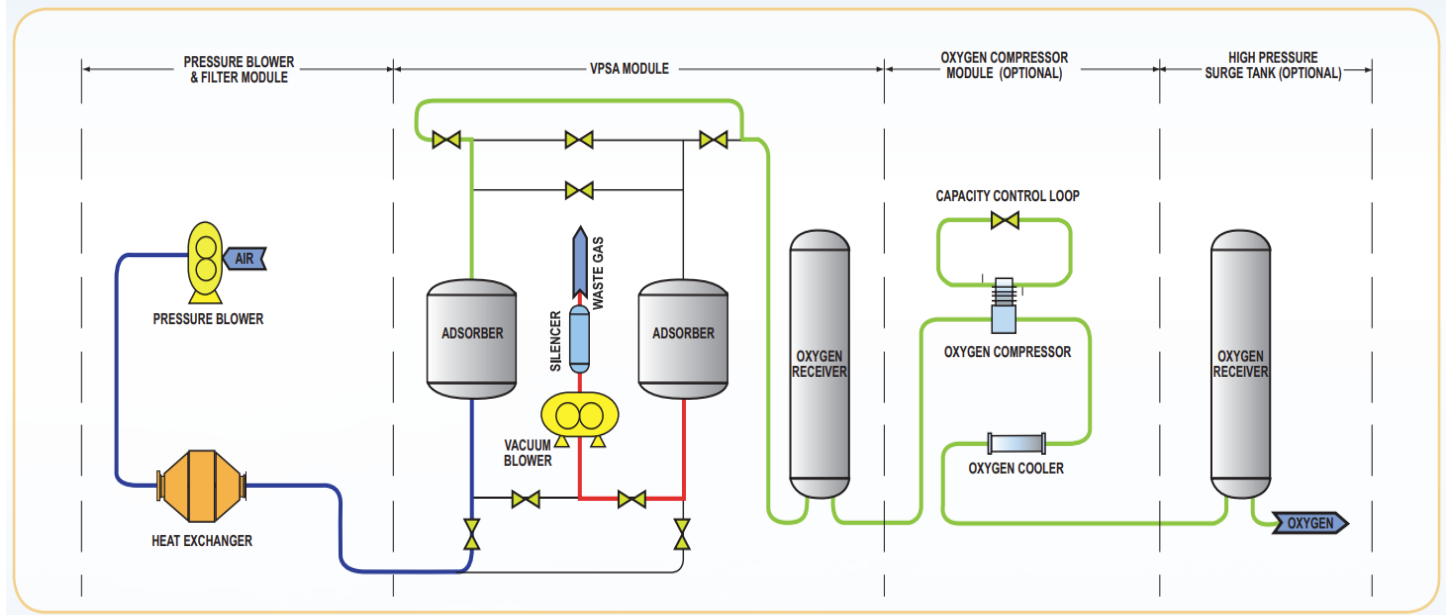 PRESSURE BLOWER
& FILTER MODULE
VPSA MODULE
OXYGEN COMPRESSOR
MODULE (OPTIONAL)
HIGH PRESSURE
SURGE TANK (OPTIONAL)
AIR
PRESSURE BLOWER
HEAT EXCHANGER
ADSORBER
WASTE GAS
SILENCER
VACUUM
BLOWER
ADSORBER
OXYGEN
RECEIVER
CAPACITY CONTROL LOOP
OXYGEN COMPRESSOR
OXYGEN COOLER
OXYGEN
RECEIVER
OXYGEN